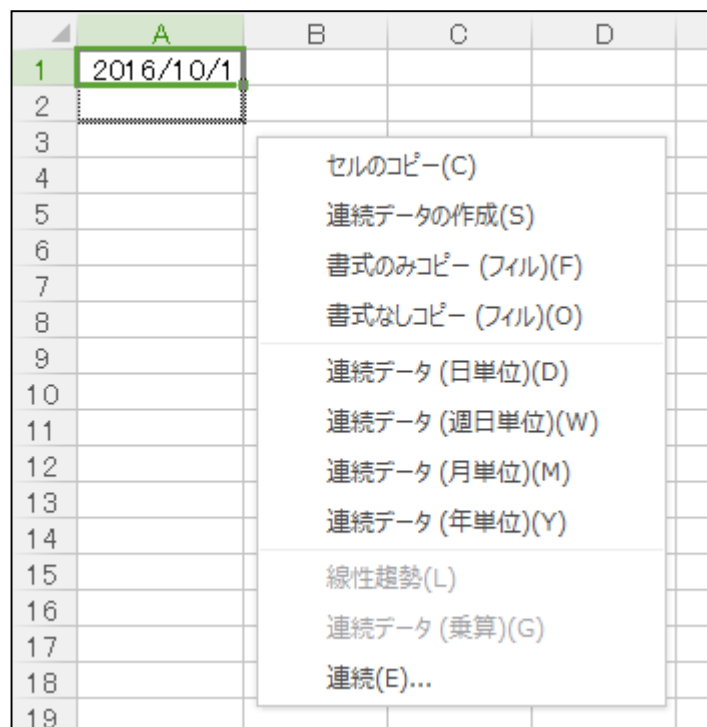 A B C D
1 2016/10/1
2
3
4
5
6
7
8
9
10
11
12
13
14
15
16
17
18
19
セルのコピー(C)
連続データの作成(S)
書式のみコピー (フィル)(F)
書式なしコピー (フィル)(O)
連続データ (日単位)(D)
連続データ (週日単位)(W)
連続データ (月単位)(M)
連続データ (年単位)(Y)
線性趨勢(L)
連続データ (乗算)(G)
連続(E)...